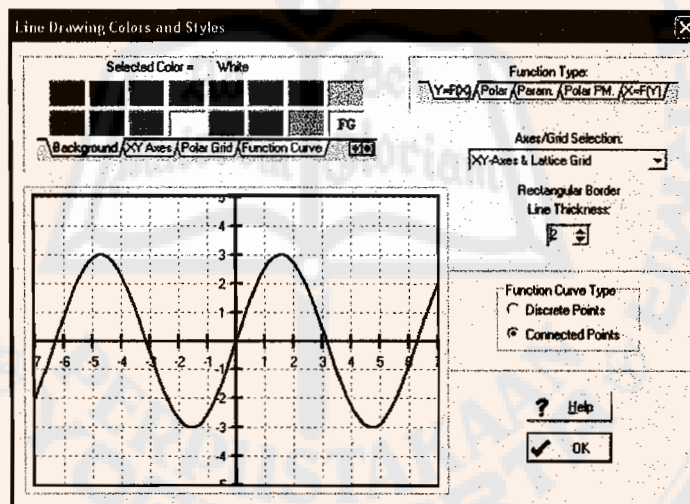 Line Drawing Colors and Styles
Selected Color = White
FG
Background XY Axes Polar Grid Function Curve
Function Type:
Y=F(X) Polar Param. Polar PM. X=F(Y)
Axes/Grid Selection:
XY-Axes & Lattice Grid
Rectangular Border
Line Thickness:
2
Function Curve Type
Discrete Points
Connected Points
? Help
OK
5
4
3
2
1
-7 -6 -5 -4 -3 -2 -1 1 2 3 4 5 6 7
-1
-2
-3
-4
-5